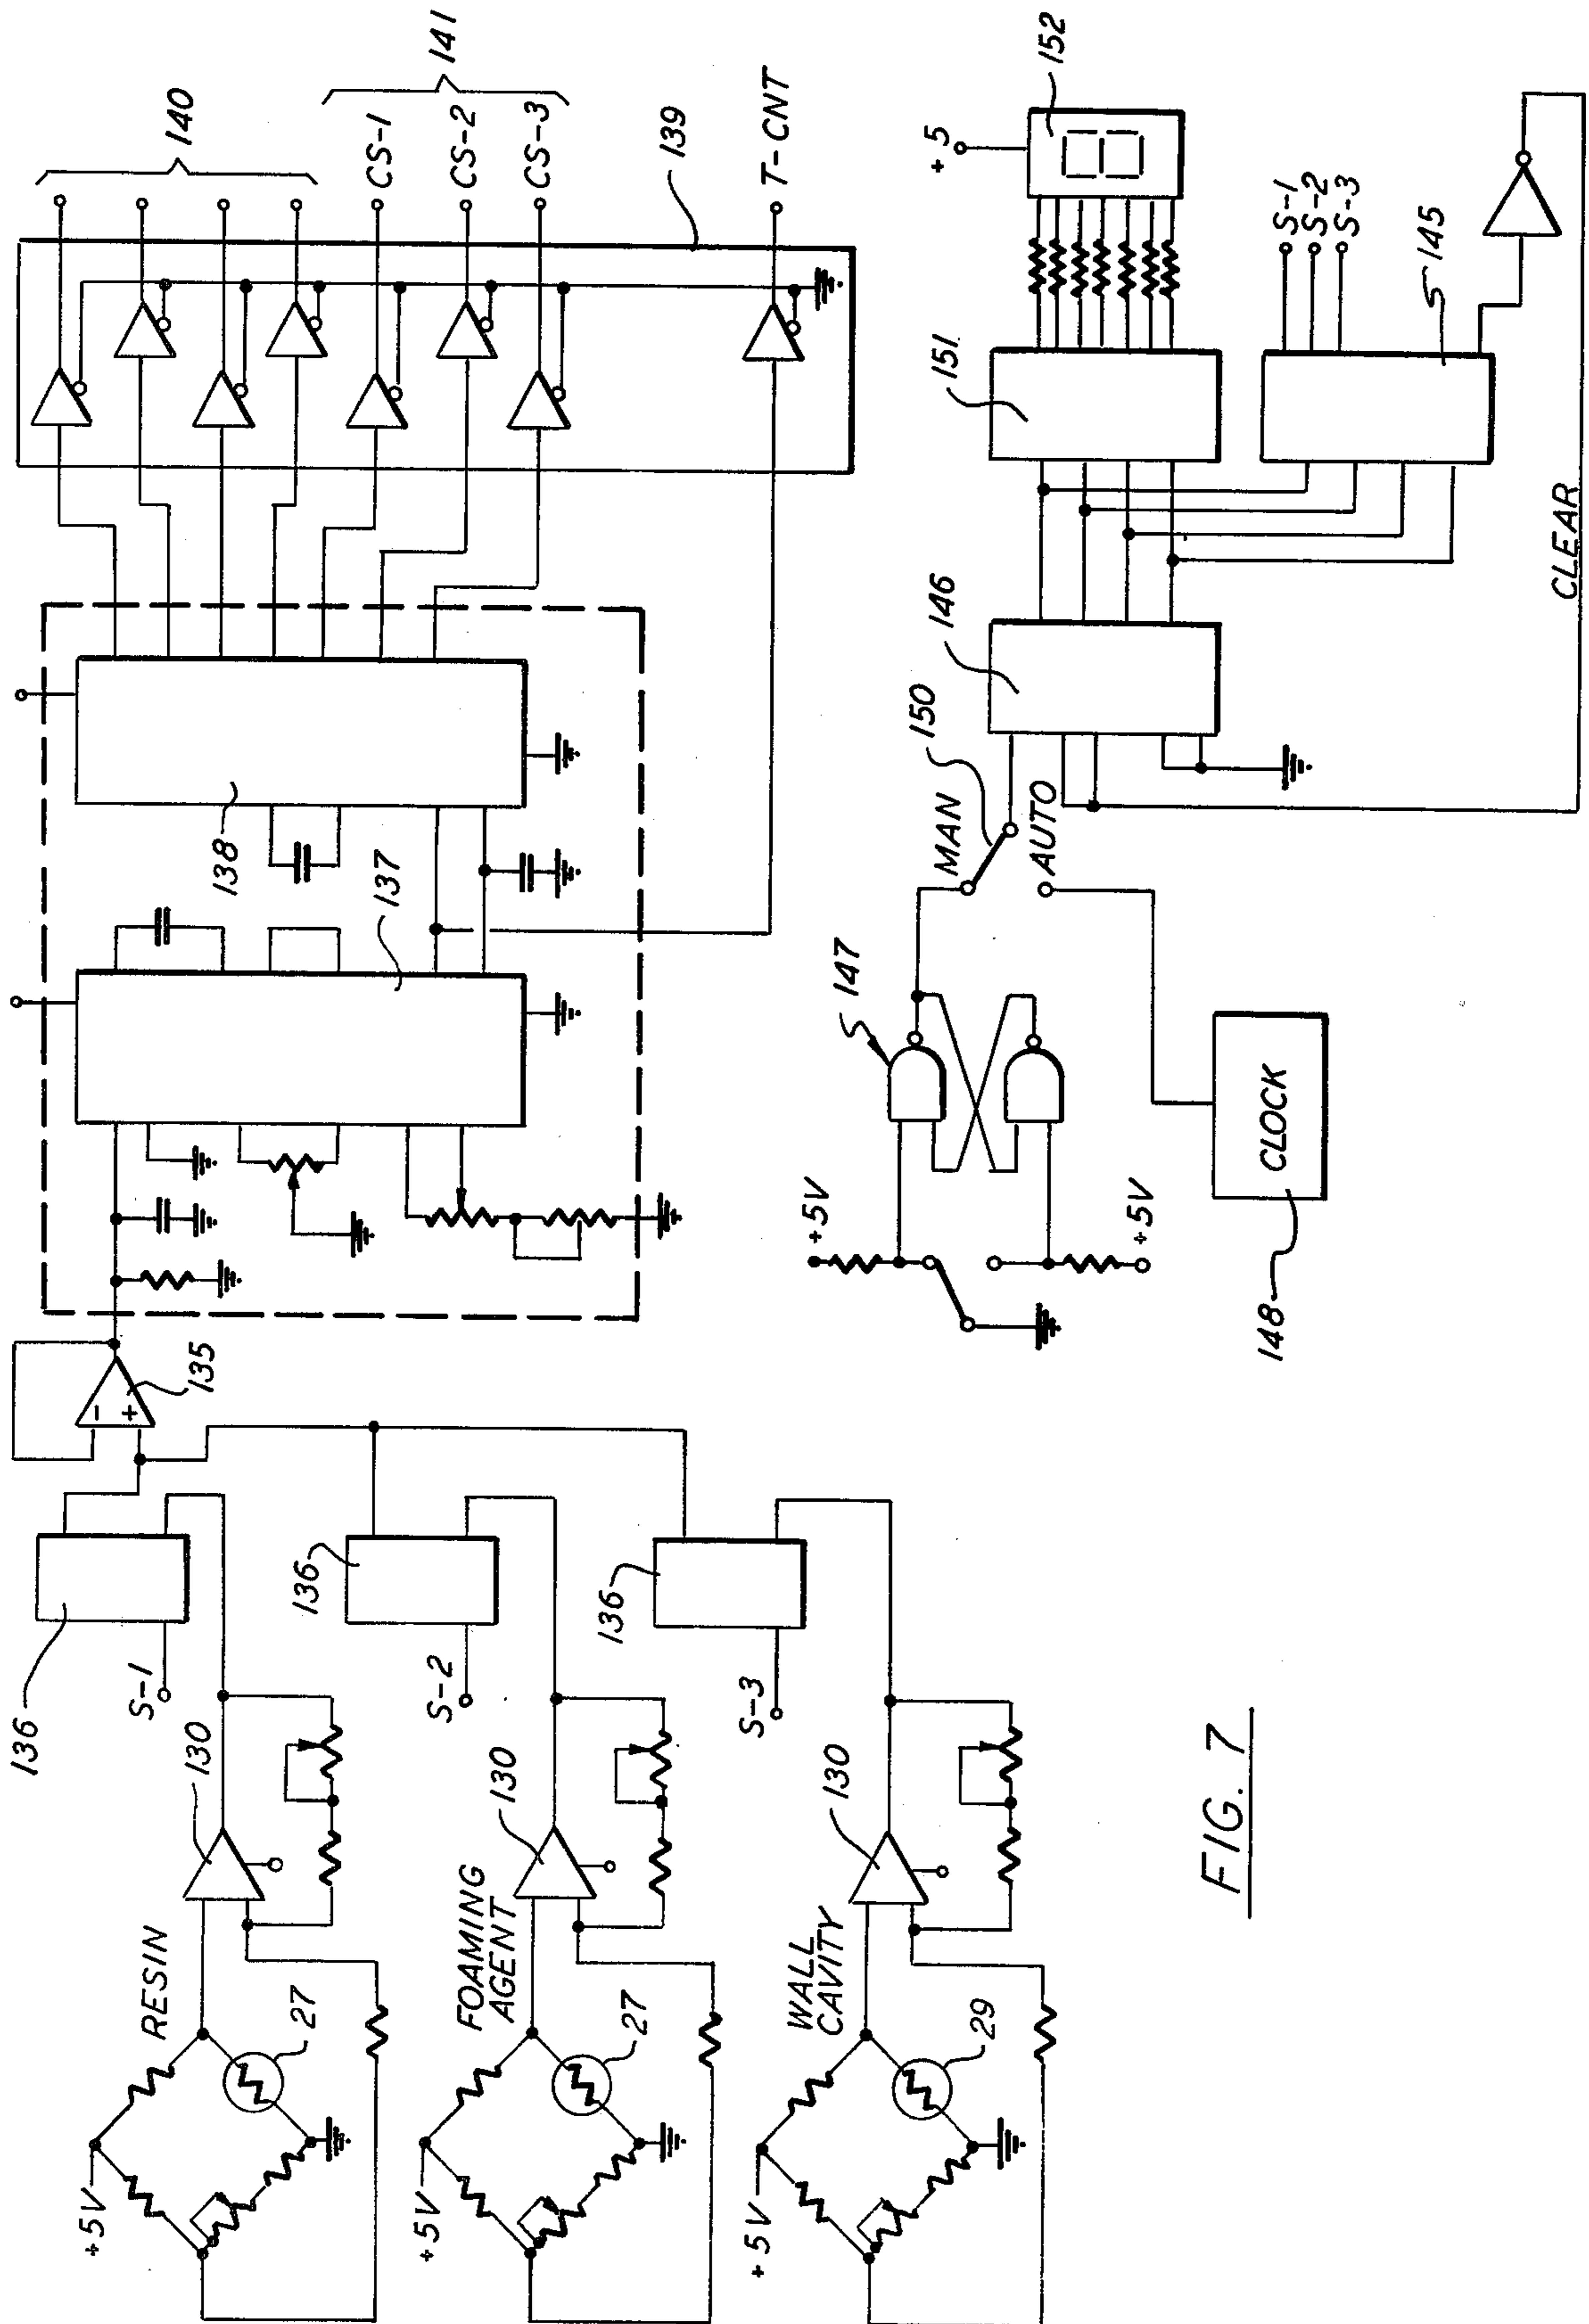 RESIN
+5V
27
130
S-1
136
FOAMING
AGENT
+5V
27
130
S-2
136
WALL
CAVITY
+5V
29
130
S-3
136
-
+
135
137
138
140
141
CS-1
CS-2
CS-3
139
T-CNT
+5V
+5V
147
148
CLOCK
MAN
AUTO
150
146
151
152
+5
S-1
S-2
S-3
145
CLEAR
FIG. 7